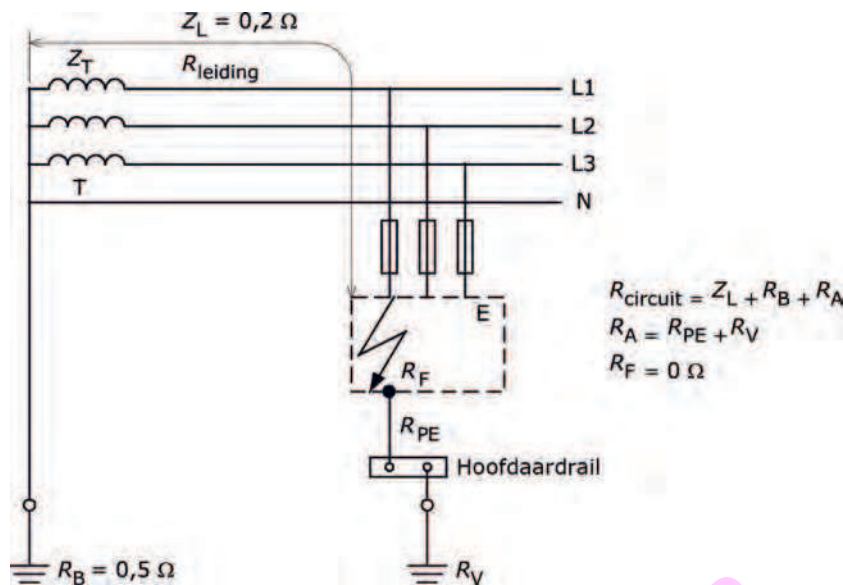 Z_L = 0,2 Ω
Z_T
R_leiding
L1
L2
L3
T
N
R_circuit = Z_L + R_B + R_A
E
R_A = R_PE + R_V
R_F = 0 Ω
R_F
R_PE
Hoofdaardrail
R_B = 0,5 Ω
R_V